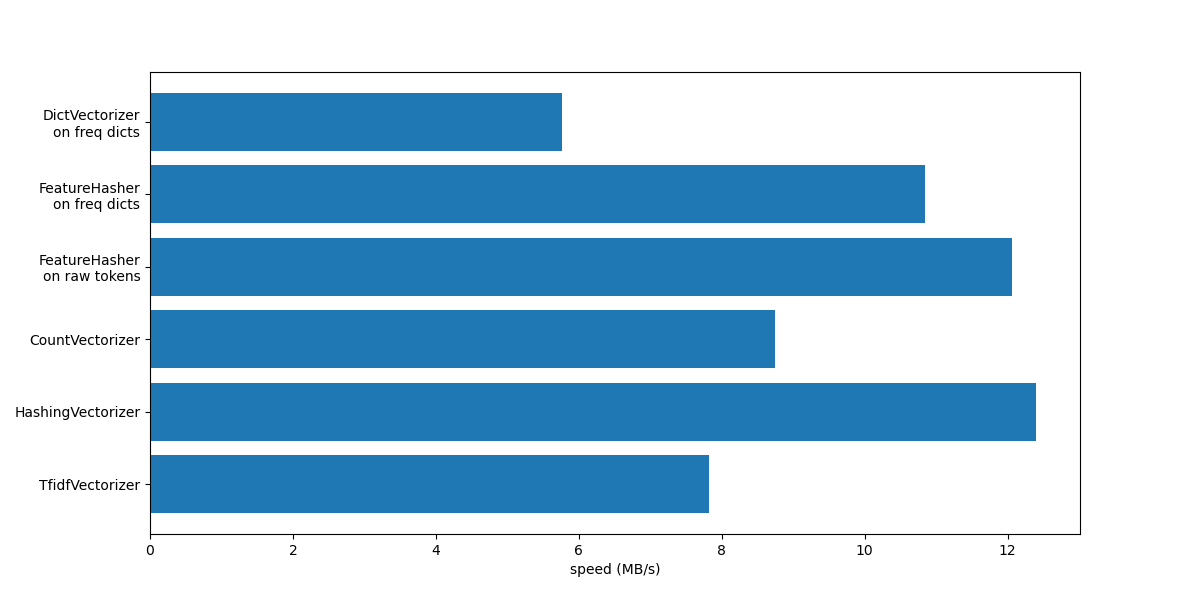 DictVectorizer
on freq dicts
FeatureHasher
on freq dicts
FeatureHasher
on raw tokens
CountVectorizer
HashingVectorizer
TfidfVectorizer
0 2 4 6 8 10 12
speed (MB/s)